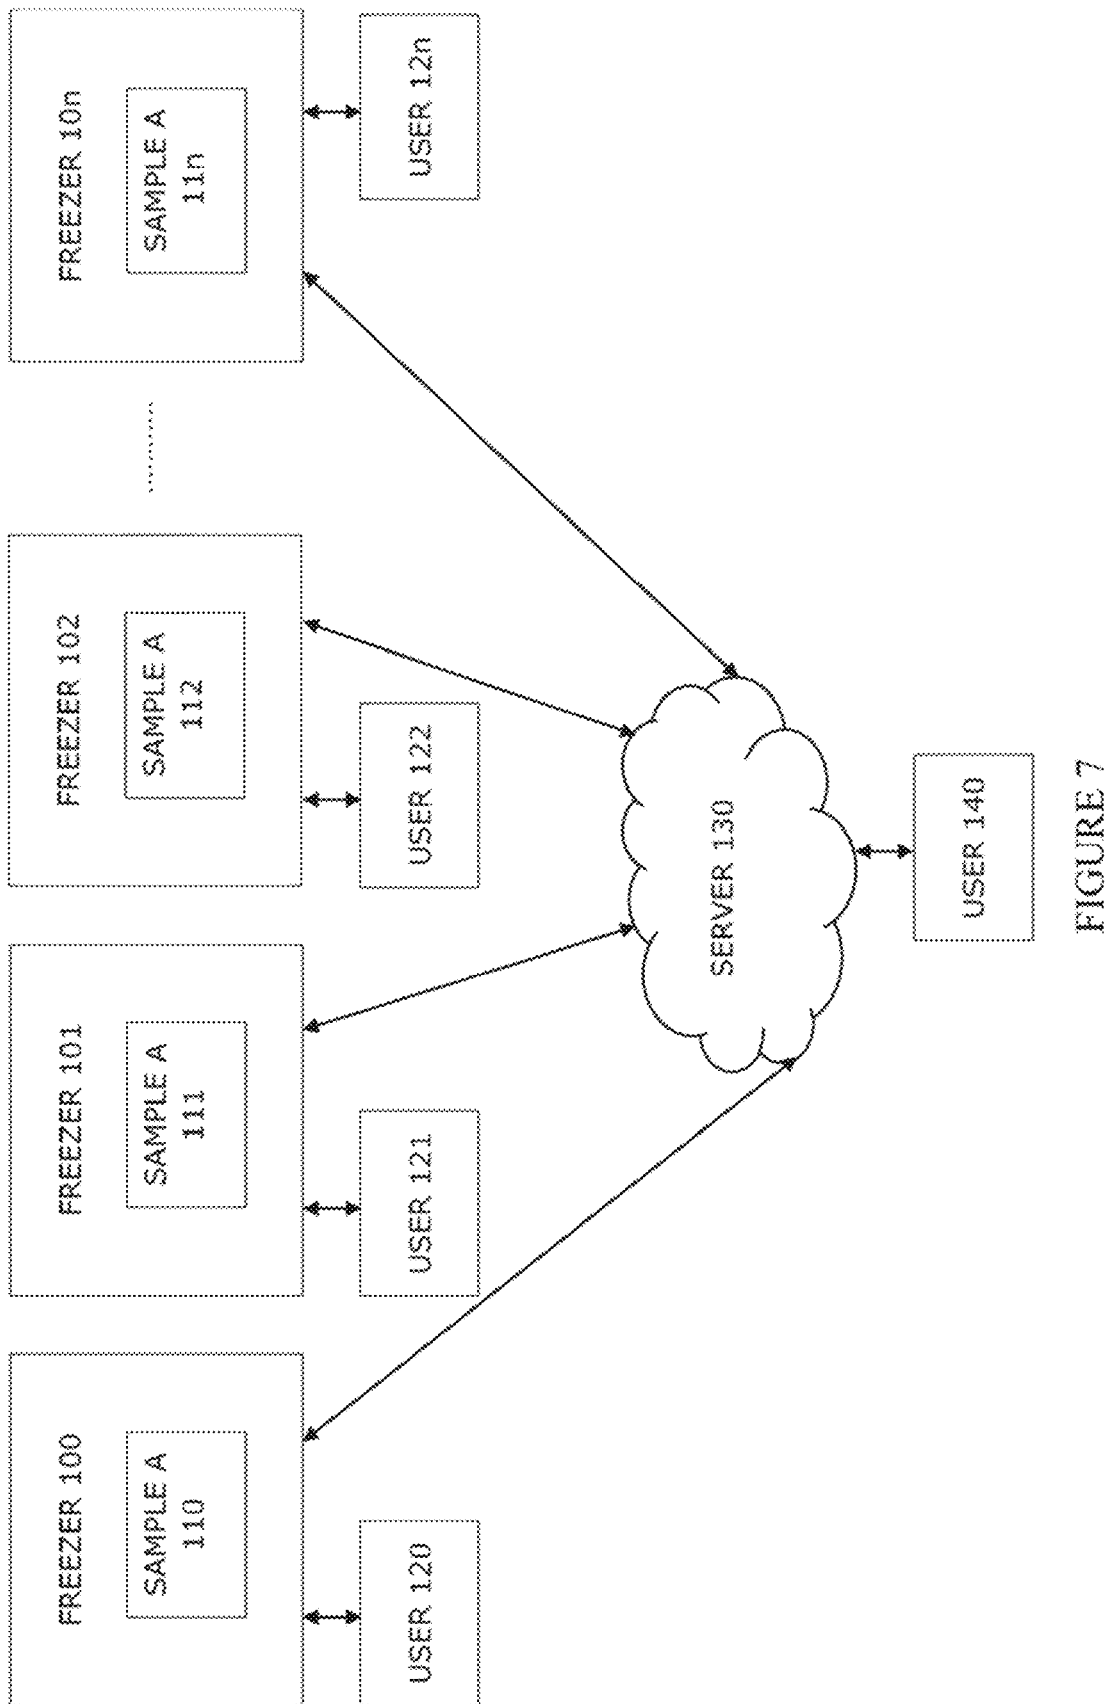 FREEZER 100
SAMPLE A
110
USER 120
FREEZER 101
SAMPLE A
111
USER 121
FREEZER 102
SAMPLE A
112
USER 122
..........
FREEZER 10n
SAMPLE A
11n
USER 12n
SERVER 130
USER 140
FIGURE 7